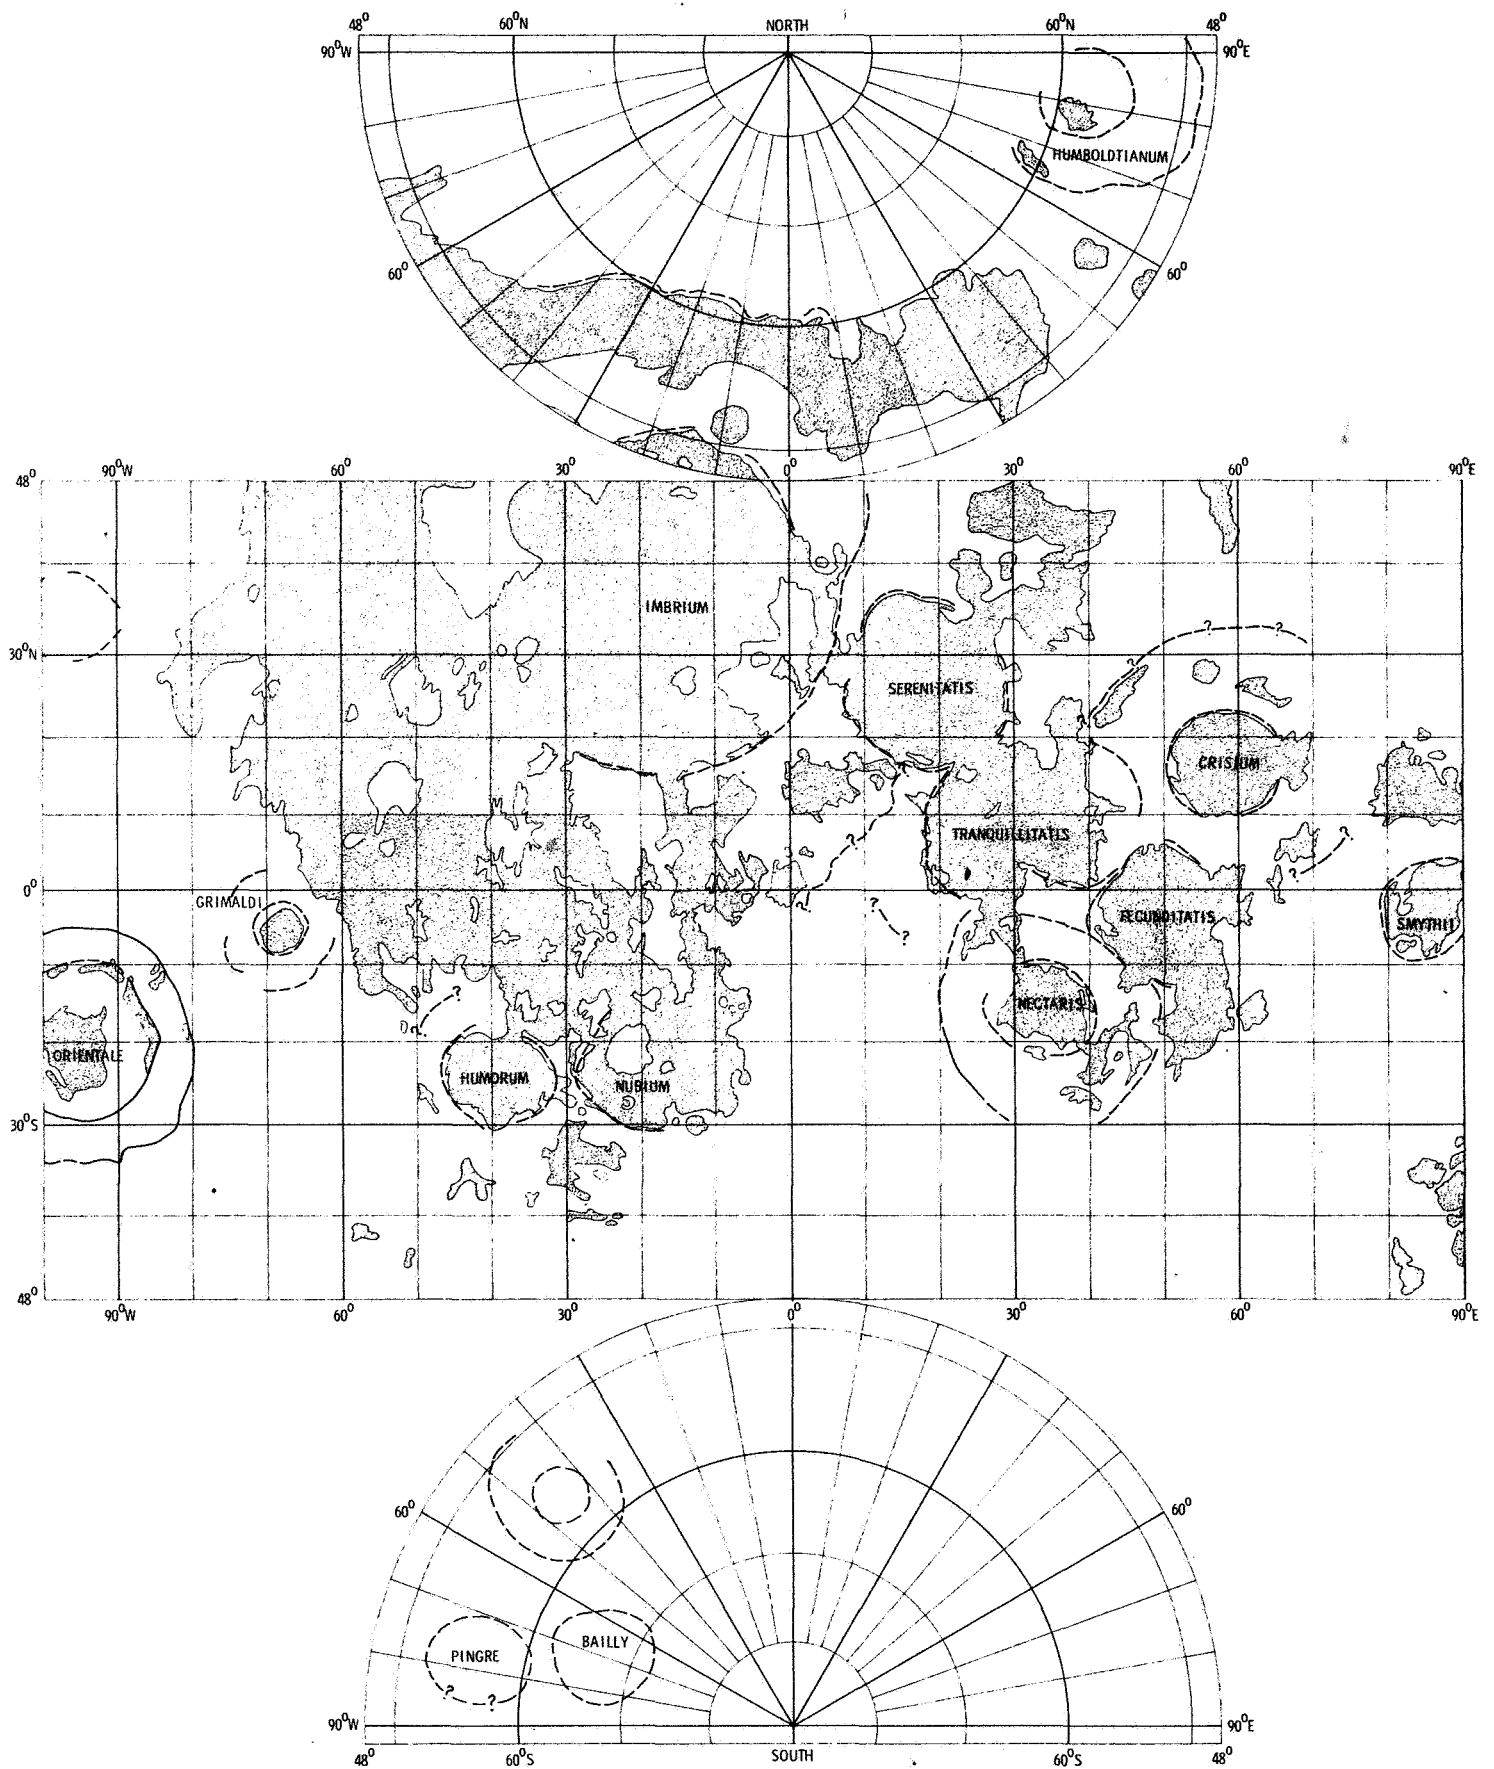 48° 60°N NORTH 60°N 48°
90°W 90°E
HUMBOLDTIANUM
60° 60°
48° 90°W 60° 30° 0° 30° 60° 90°E
IMBRIUM
? ?
30°N
?
SERENITATIS
?
CRISIUM
?
TRANQUILLITATIS
? ?
?
0°
GRIMALDI
? ?
FECUNDITATIS
SMYTHII
?
?
NECTARIS
?
ORIENTALE
HUMORUM
NUBIUM
30°S
48° 90°W 60° 30° 0° 30° 60° 90°E
60° 60°
BAILLY
PINGRE
? ?
90°W 90°E
48° 60°S SOUTH 60°S 48°